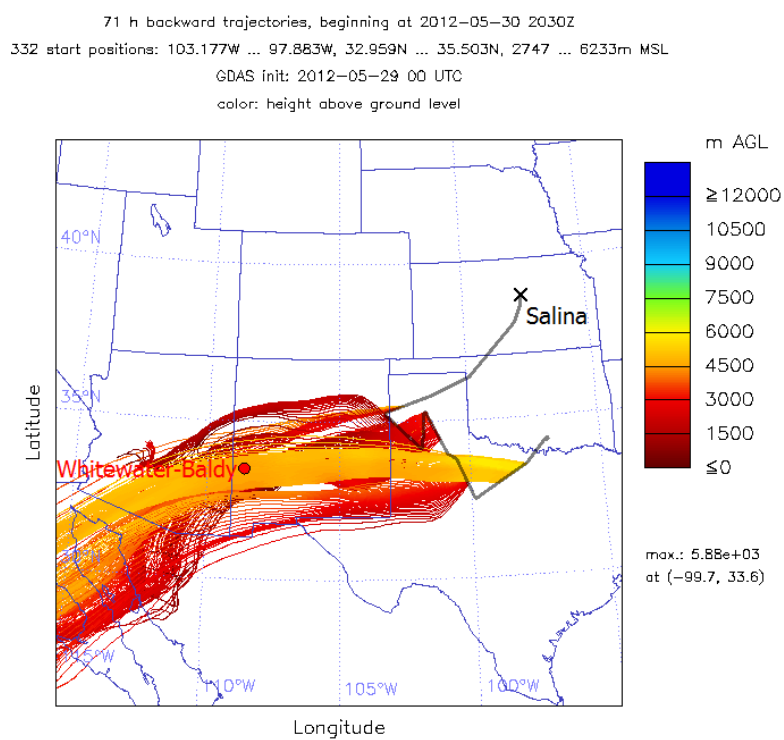 71 h backward trajectories, beginning at 2012-05-30 2030Z
332 start positions: 103.177W ... 97.883W, 32.959N ... 35.503N, 2747 ... 6233m MSL
GDAS init: 2012-05-29 00 UTC
color: height above ground level
m AGL
≥12000
10500
9000
7500
6000
4500
3000
1500
≤0
40°N
Salina
35°N
Latitude
Whitewater-Baldy
max.: 5.88e+03
at (-99.7, 33.6)
30°N
115°W
110°W
105°W
100°W
Longitude